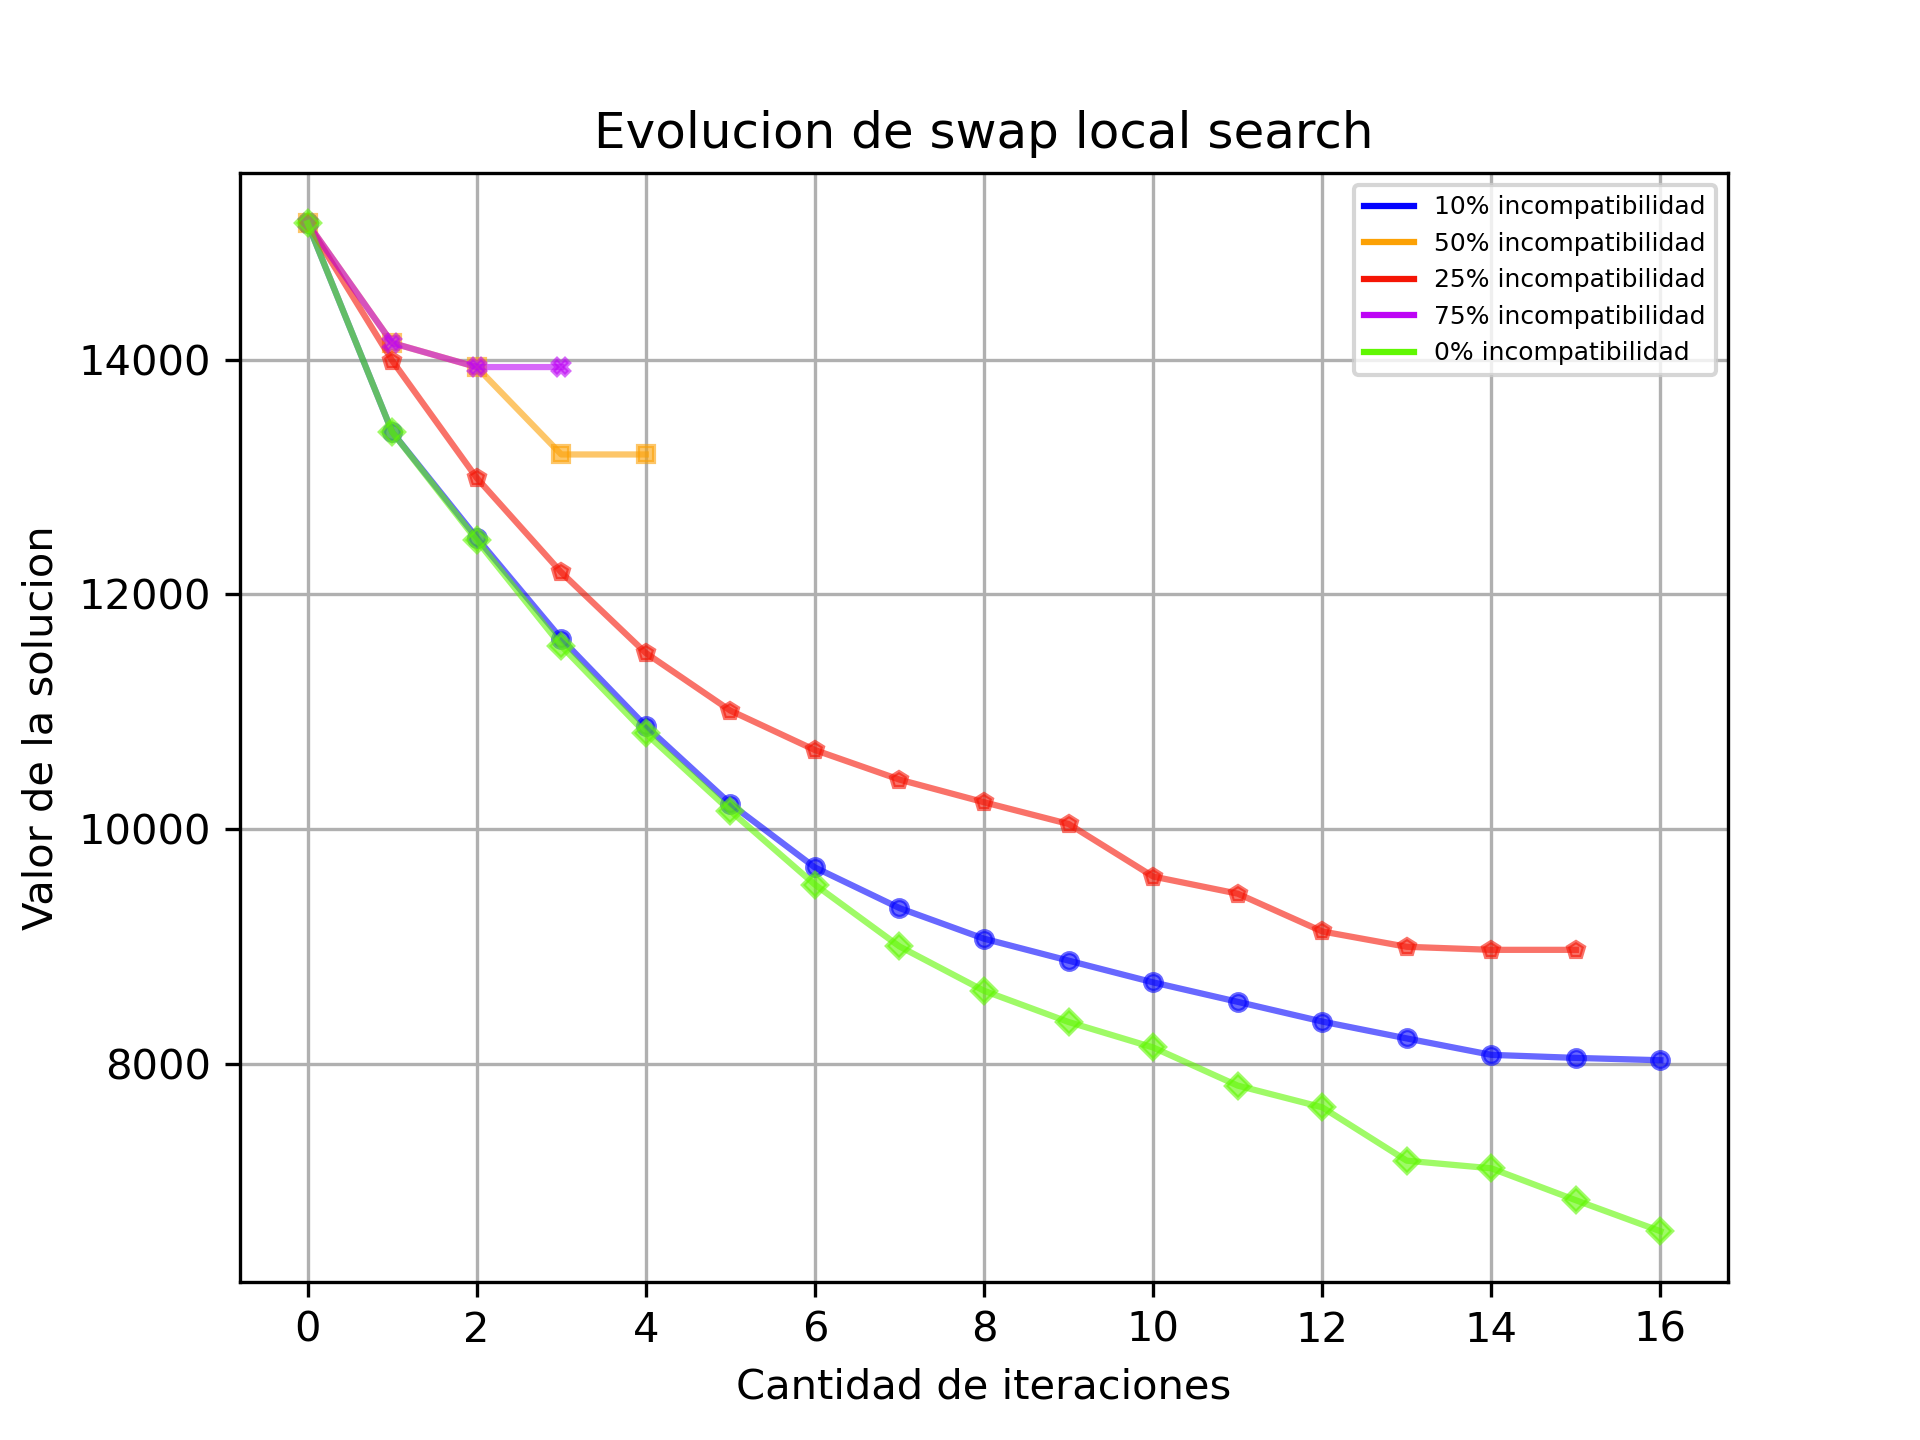 Evolucion de swap local search
10% incompatibilidad
50% incompatibilidad
25% incompatibilidad
75% incompatibilidad
0% incompatibilidad
Valor de la solucion
14000
12000
10000
8000
0 2 4 6 8 10 12 14 16
Cantidad de iteraciones